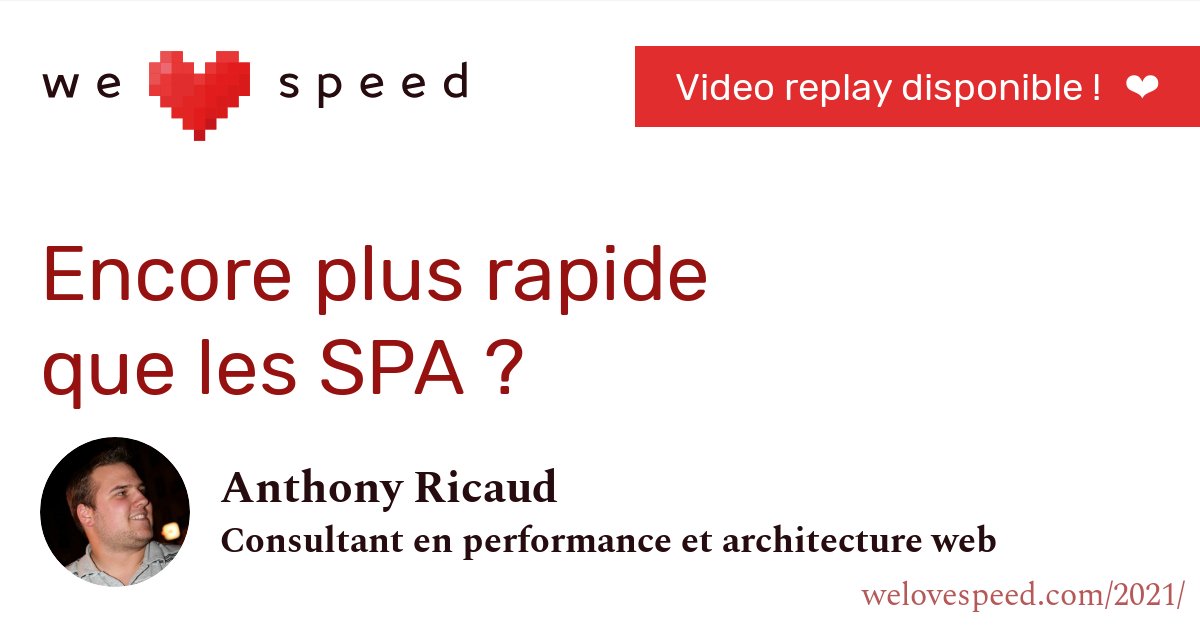 we ❤ speed
Video replay disponible ! ❤
Encore plus rapide
que les SPA ?
Anthony Ricaud
Consultant en performance et architecture web
welovespeed.com/2021/